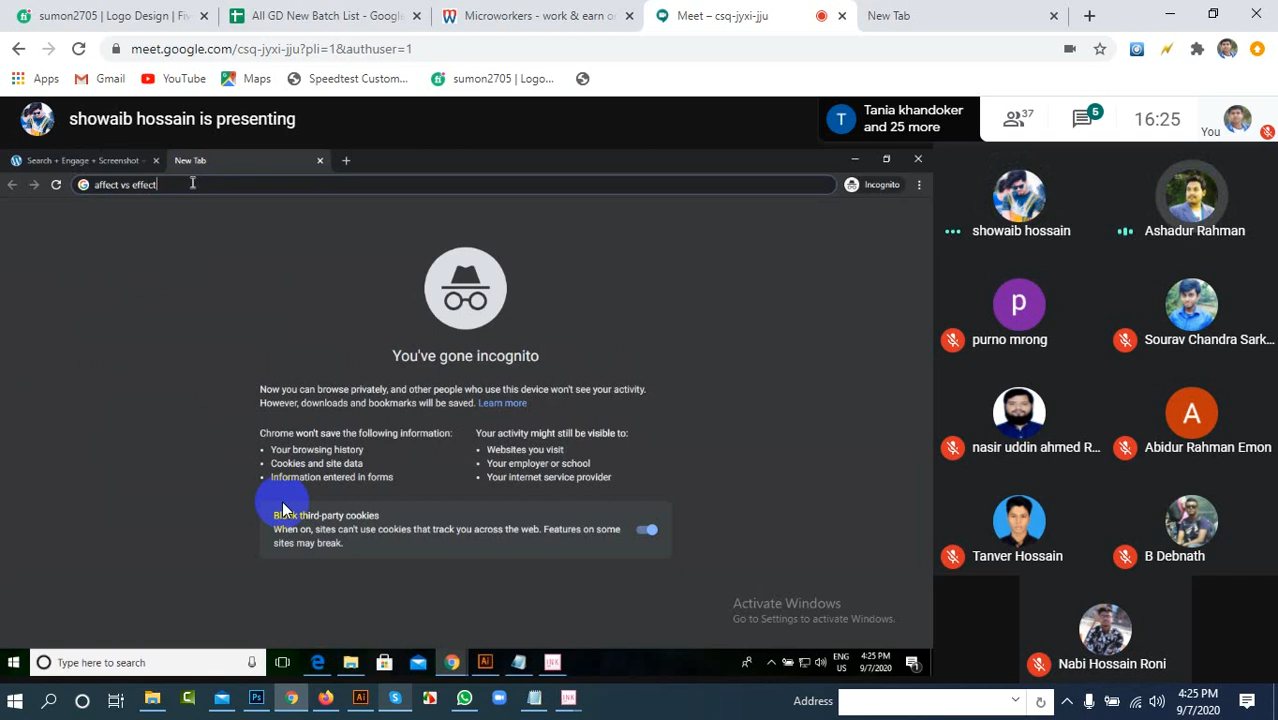 sumon2705 | Logo Design | Fiv
All GD New Batch List - Google
Microworkers - work & earn or
Meet – csq-jyxi-jju
New Tab
meet.google.com/csq-jyxi-jju?pli=1&authuser=1
Apps
Gmail
YouTube
Maps
Speedtest Custom...
sumon2705 | Logo...
showaib hossain is presenting
T
Tania khandoker
and 25 more
37
5
16:25
You
Search + Engage + Screenshot -
New Tab
affect vs effect
Incognito
You've gone incognito
Now you can browse privately, and other people who use this device won't see your activity.
However, downloads and bookmarks will be saved. Learn more
Chrome won't save the following information:
Your browsing history
Cookies and site data
Information entered in forms
Your activity might still be visible to:
Websites you visit
Your employer or school
Your internet service provider
Block third-party cookies
When on, sites can't use cookies that track you across the web. Features on some
sites may break.
Activate Windows
Go to Settings to activate Windows.
showaib hossain
Ashadur Rahman
p
purno mrong
Sourav Chandra Sark...
nasir uddin ahmed R...
A
Abidur Rahman Emon
Tanver Hossain
B Debnath
Nabi Hossain Roni
Type here to search
Ai
INK
ENG
US
4:25 PM
9/7/2020
1
Ps
Ai
INK
Address
4:25 PM
9/7/2020